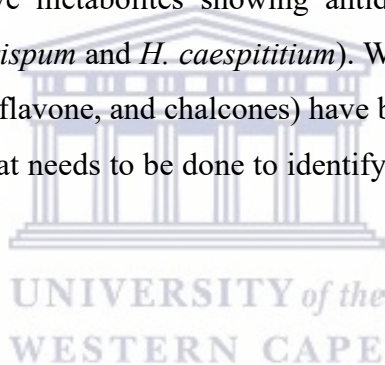 ve metabolites showing antid
ispum and H. caespititium). W
flavone, and chalcones) have b
at needs to be done to identify
UNIVERSITY of the
WESTERN CAPE